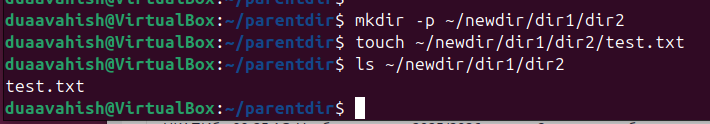 duaavahish@VirtualBox:~/parentdir$ mkdir -p ~/newdir/dir1/dir2
duaavahish@VirtualBox:~/parentdir$ touch ~/newdir/dir1/dir2/test.txt
duaavahish@VirtualBox:~/parentdir$ ls ~/newdir/dir1/dir2
test.txt
duaavahish@VirtualBox:~/parentdir$